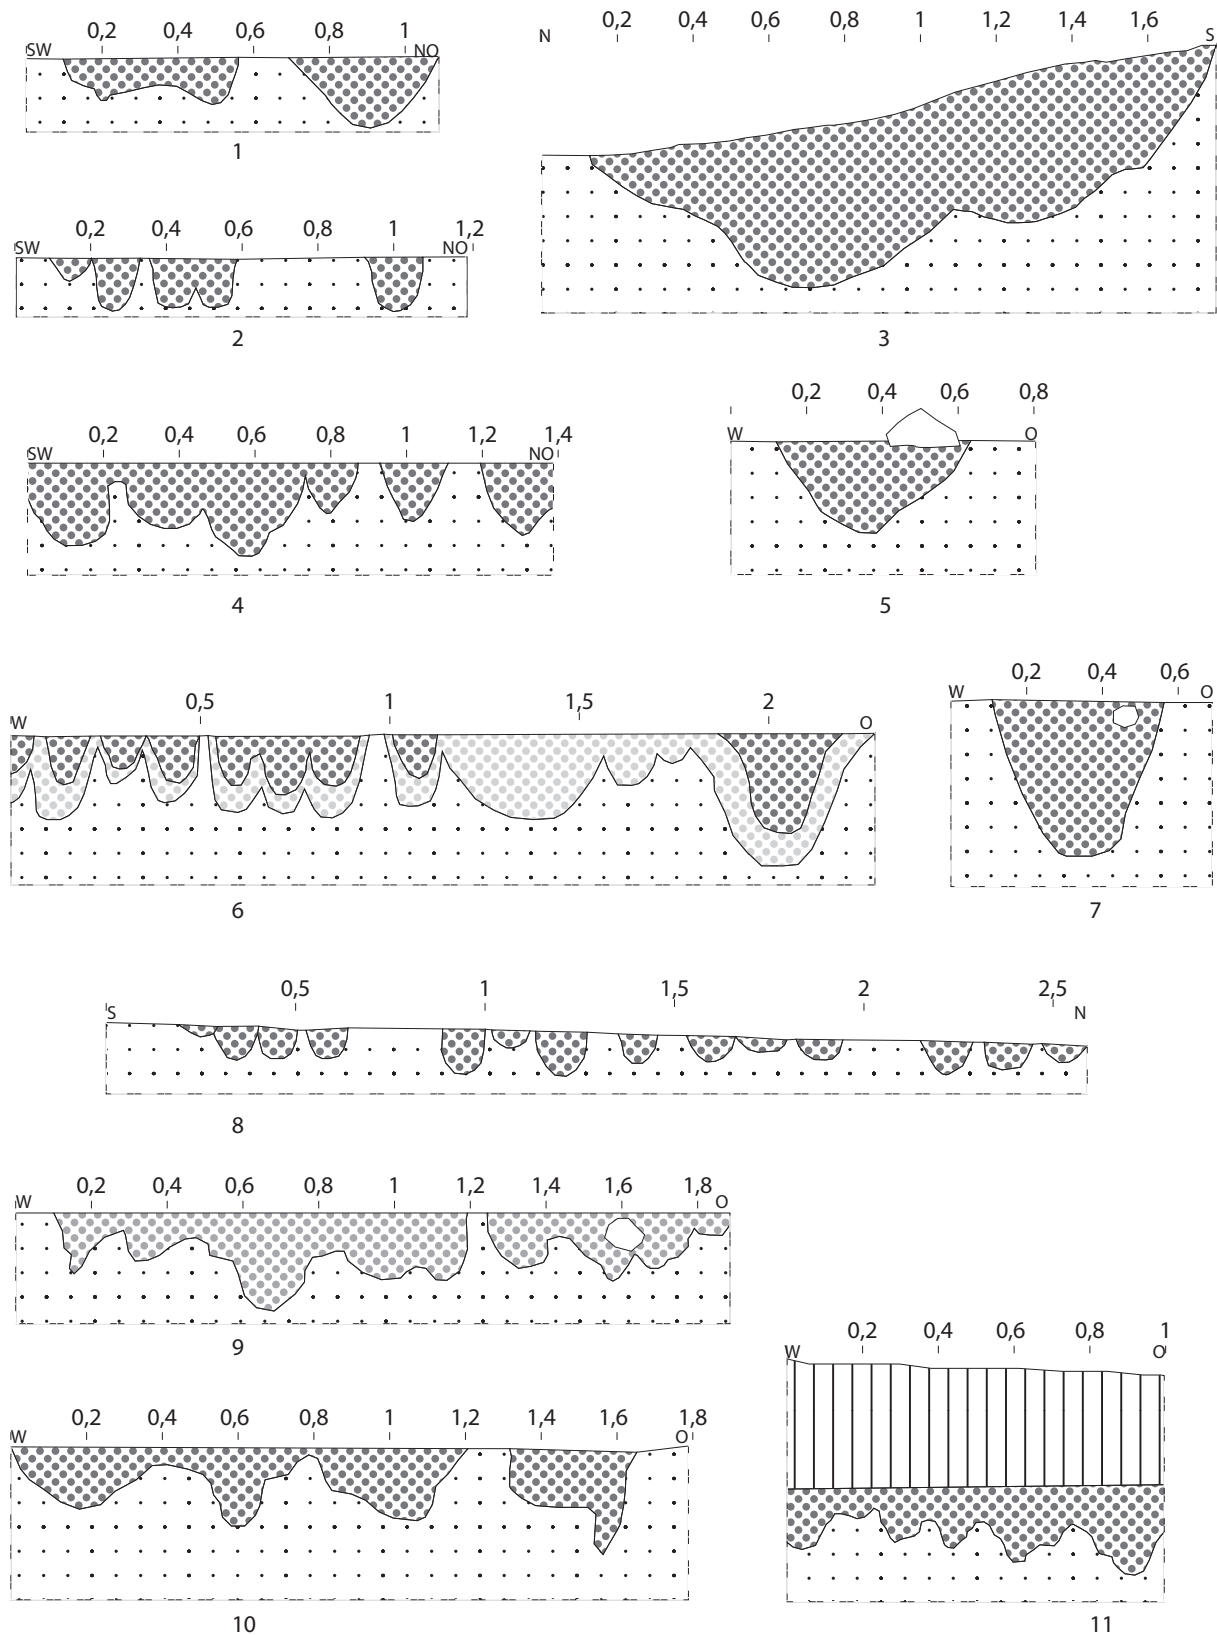 0,2 0,4 0,6 0,8 1
SW NO
1
N 0,2 0,4 0,6 0,8 1 1,2 1,4 1,6 S
3
0,2 0,4 0,6 0,8 1 1,2
SW NO
2
0,2 0,4 0,6 0,8 1 1,2 1,4
SW NO
4
0,2 0,4 0,6 0,8
W O
5
0,5 1 1,5 2
W O
6
0,2 0,4 0,6
W O
7
0,5 1 1,5 2 2,5
S N
8
0,2 0,4 0,6 0,8 1 1,2 1,4 1,6 1,8
W O
9
0,2 0,4 0,6 0,8 1 1,2 1,4 1,6 1,8
W O
10
0,2 0,4 0,6 0,8 1
W O
11